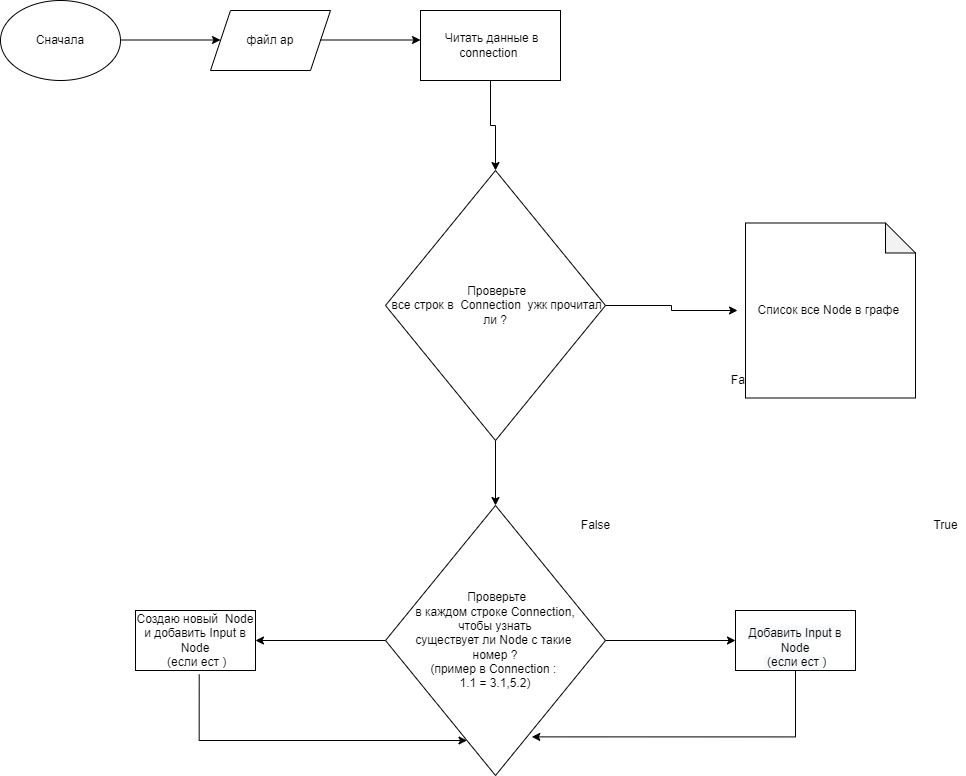 Сначала
файл ap
Читать данные в
connection
Проверьте
все строк в Connection ужк прочитал
ли ?
Список все Node в графе
Fa
False
True
Проверьте
в каждом строке Connection,
чтобы узнать
существует ли Node с такие
номер ?
(пример в Connection :
1.1 = 3.1,5.2)
Создаю новый Node
и добавить Input в
Node
(если ест )
Добавить Input в
Node
(если ест )